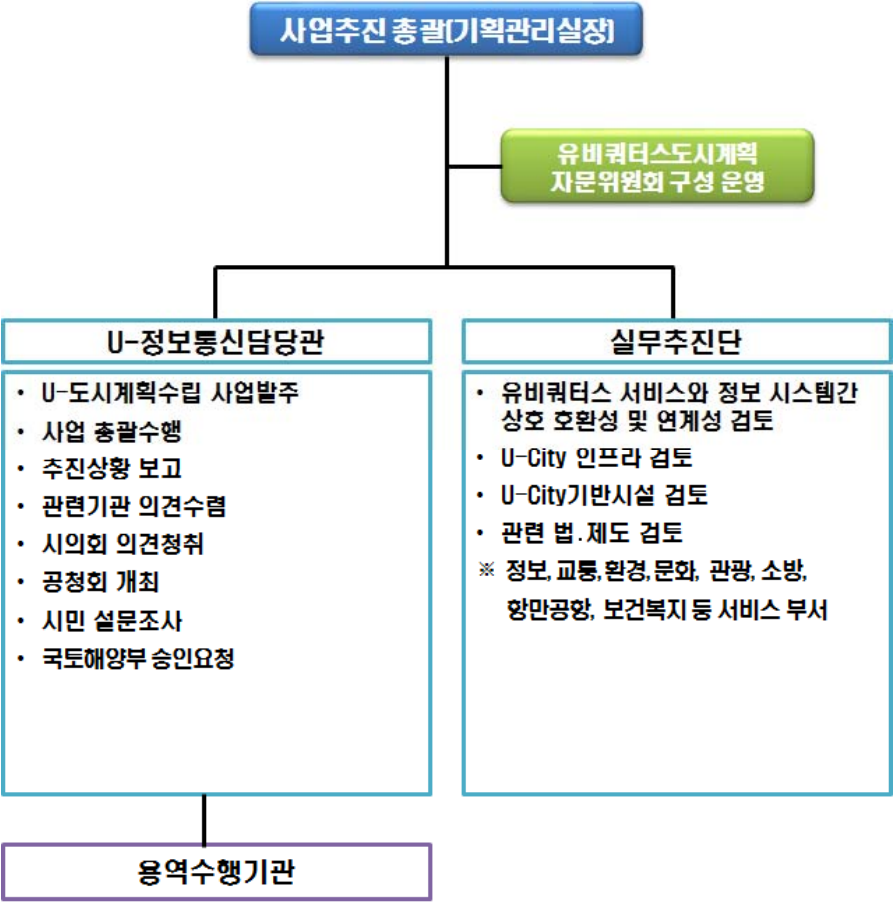 사업추진 총괄(기획관리실장)
유비쿼터스도시계획
자문위원회 구성 운영
U-정보통신담당관
• U-도시계획수립 사업발주
• 사업 총괄수행
• 추진상황 보고
• 관련기관 의견수렴
• 시의회 의견청취
• 공청회 개최
• 시민 설문조사
• 국토해양부 승인요청
실무추진단
• 유비쿼터스 서비스와 정보 시스템간
상호 호환성 및 연계성 검토
• U-City 인프라 검토
• U-City기반시설 검토
• 관련 법.제도 검토
※ 정보, 교통, 환경, 문화, 관광, 소방,
항만공항, 보건복지 등 서비스 부서
용역수행기관